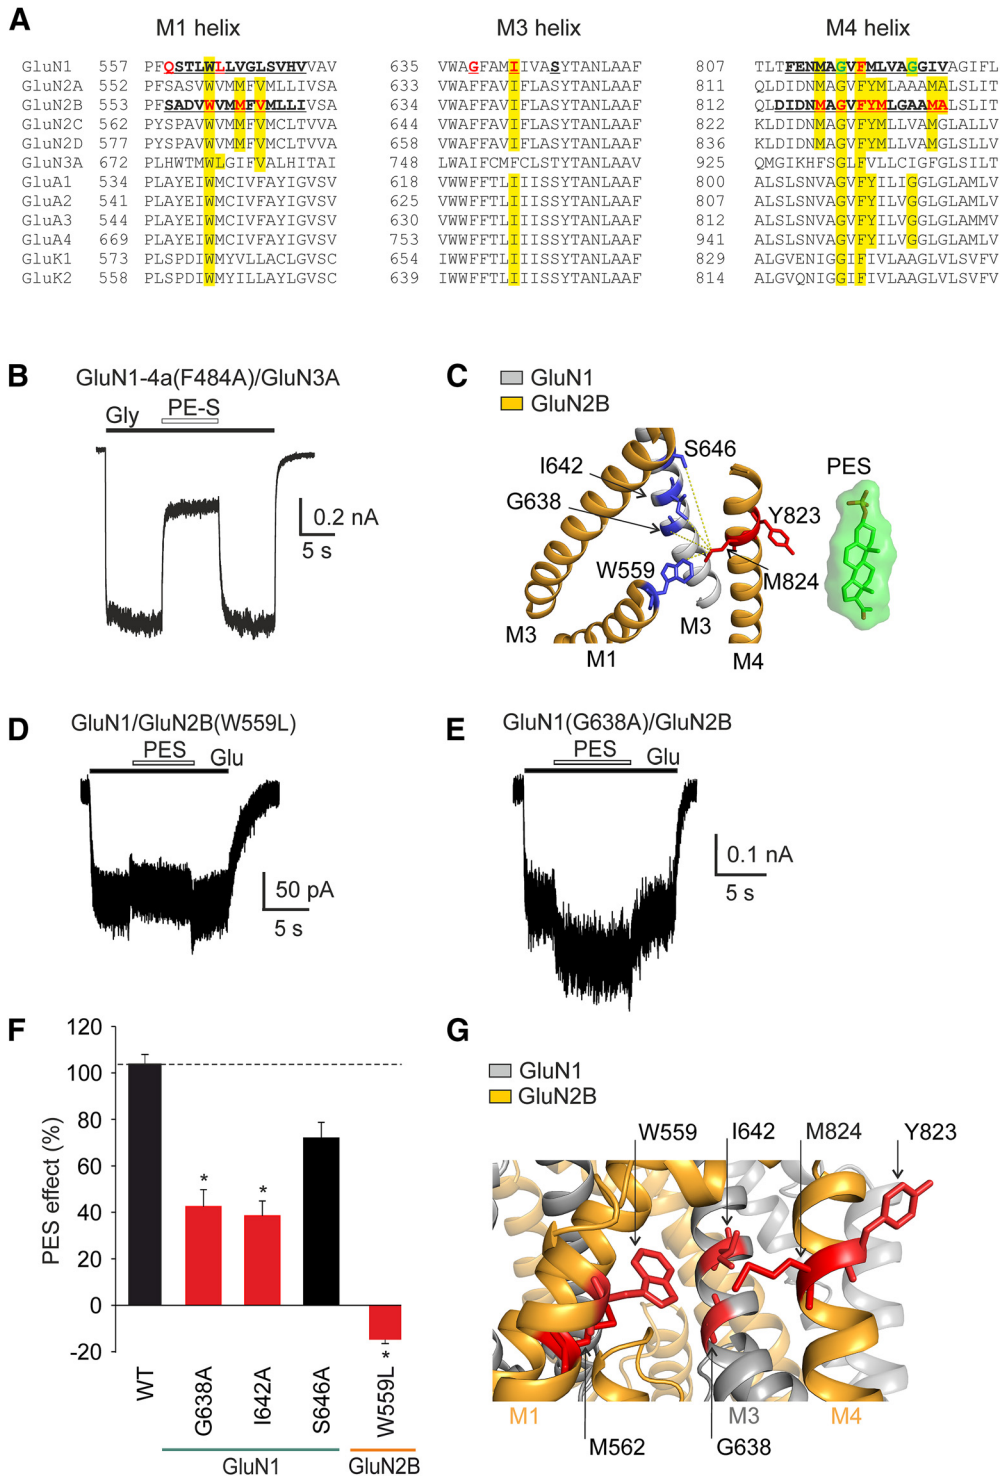 A
M1 helix M3 helix M4 helix
GluN1 557 PFQSTLWLLVGLSVHVVAV 635 VWAGFAMIIVASYTANLAAF 807 TLTFENMAGVFMLVAGGIVAGIFL
GluN2A 552 PFSASVWVMMFVMLLIVSA 633 VWAFFAVIFLASYTANLAAF 811 QLDIDNMAGVFYMLAAAMALSLIT
GluN2B 553 PFSADVWVMMFVMLLIVSA 634 VWAFFAVIFLASYTANLAAF 812 QLDIDNMAGVFYMLGAAMALSLIT
GluN2C 562 PYSPAVWVMMFVMCLTVVA 644 VWAFFAVIFLASYTANLAAF 822 KLDIDNMAGVFYMLLVAMGLALLV
GluN2D 577 PYSPAVWVMMFVMCLTVVA 658 VWAFFAVIFLASYTANLAAF 836 KLDIDNMAGVFYMLLVAMGLSLLV
GluN3A 672 PLHWTMWLGIFVALHITAI 748 LWAIFCMFCLSTYTANLAAV 925 MQGIKHFSGLFVLLCIGFGLSILT
GluA1 534 PLAYEIWMCIVFAYIGVSV 618 VWWFFTLIIISSYTANLAAF 800 ALSLSNVAGVFYILIGGLGLAMLV
GluA2 541 PLAYEIWMCIVFAYIGVSV 625 VWWFFTLIIISSYTANLAAF 807 ALSLSNVAGVFYILVGGLGLAMLV
GluA3 544 PLAYEIWMCIVFAYIGVSV 630 VWWFFTLIIISSYTANLAAF 812 ALSLSNVAGVFYILVGGLGLAMMV
GluA4 669 PLAYEIWMCIVFAYIGVSV 753 VWWFFTLIIISSYTANLAAF 941 ALSLSNVAGVFYILVGGLGLAMLV
GluK1 573 PLSPDIWMYVLLACLGVSC 654 IWWFFTLIIISSYTANLAAF 829 ALGVENIGGIFIVLAAGLVLSVFV
GluK2 558 PLSPDIWMYILLAYLGVSC 639 VWWFFTLIIISSYTANLAAF 814 ALGVQNIGGIFIVLAAGLVLSVFV
B
GluN1-4a(F484A)/GluN3A
Gly PE-S
0.2 nA
5 s
C
GluN1
GluN2B
S646
PES
I642
G638
Y823
W559
M824
M3
M3
M1
M4
D
GluN1/GluN2B(W559L)
PES Glu
50 pA
5 s
E
GluN1(G638A)/GluN2B
PES Glu
0.1 nA
5 s
F
PES effect (%)
120
100
80
60
40
20
0
-20
* * *
WT G638A I642A S646A W559L
GluN1 GluN2B
G
GluN1
GluN2B
W559 I642 M824 Y823
M1 M3 M4
M562 G638